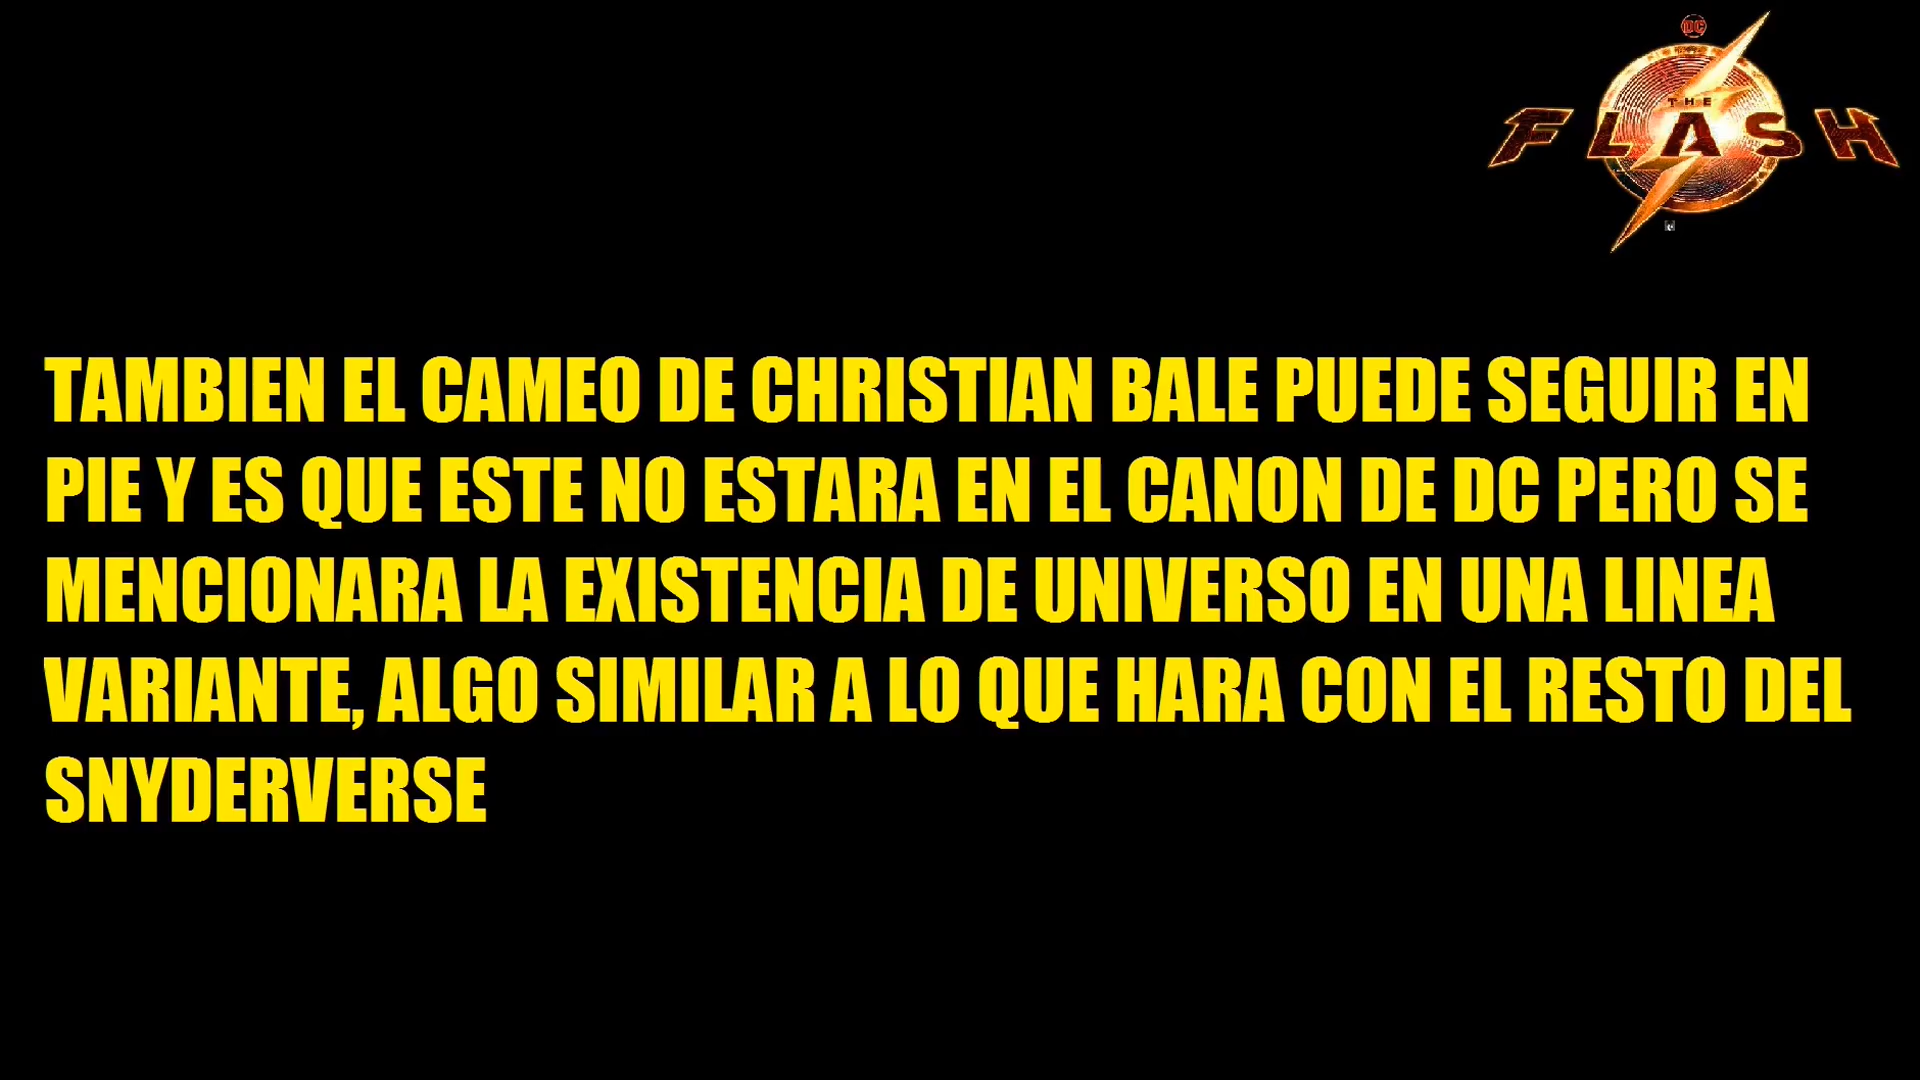 DC
THE
FLASH
TAMBIEN EL CAMEO DE CHRISTIAN BALE PUEDE SEGUIR EN
PIE Y ES QUE ESTE NO ESTARA EN EL CANON DE DC PERO SE
MENCIONARA LA EXISTENCIA DE UNIVERSO EN UNA LINEA
VARIANTE, ALGO SIMILAR A LO QUE HARA CON EL RESTO DEL
SNYDERVERSE